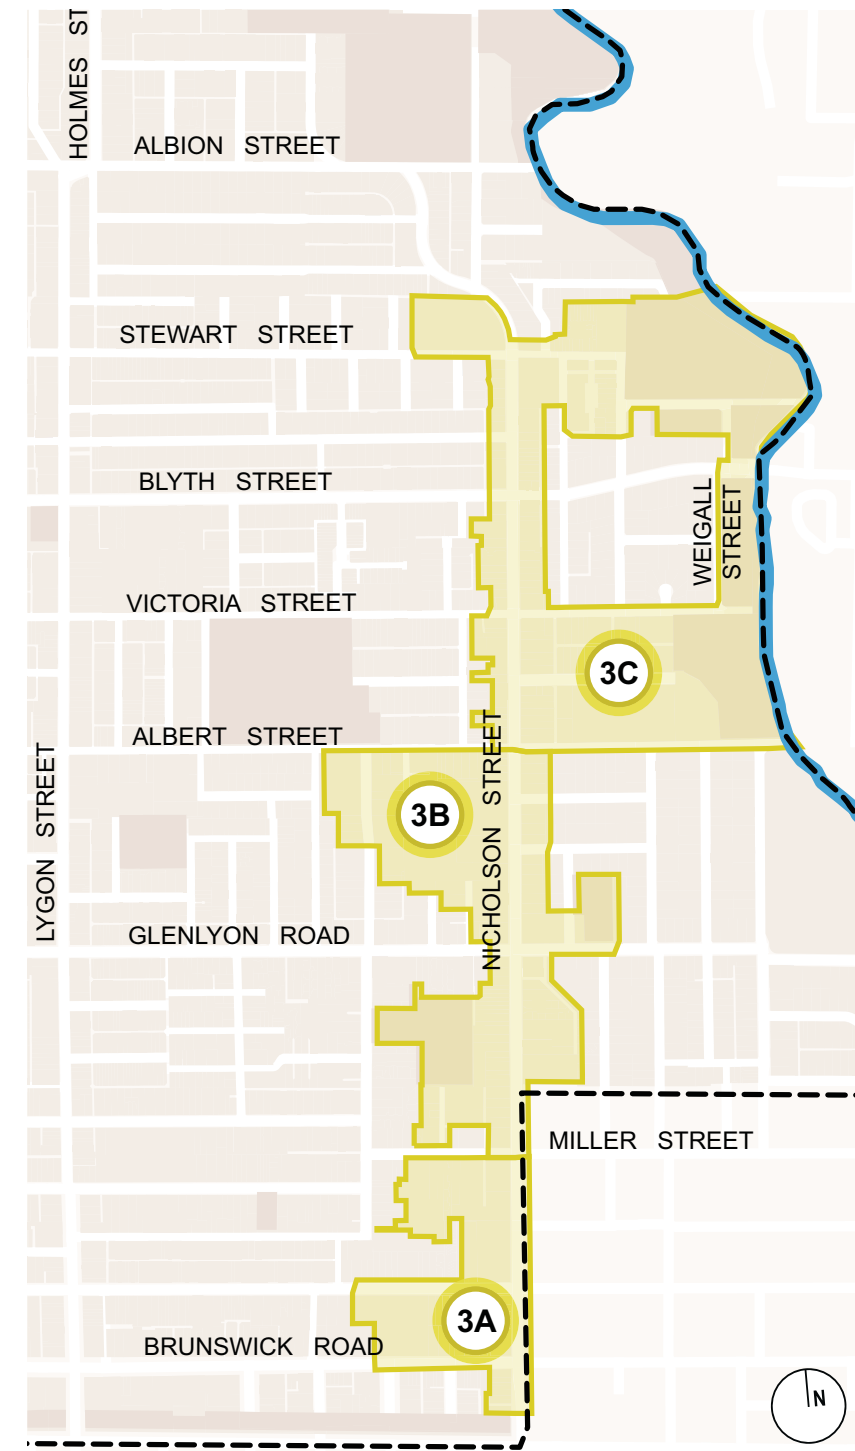 HOLMES ST
ALBION STREET
STEWART STREET
BLYTH STREET
WEIGALL
STREET
VICTORIA STREET
3C
ALBERT STREET
NICHOLSON STREET
LYGON STREET
3B
GLENLYON ROAD
MILLER STREET
3A
BRUNSWICK ROAD
N